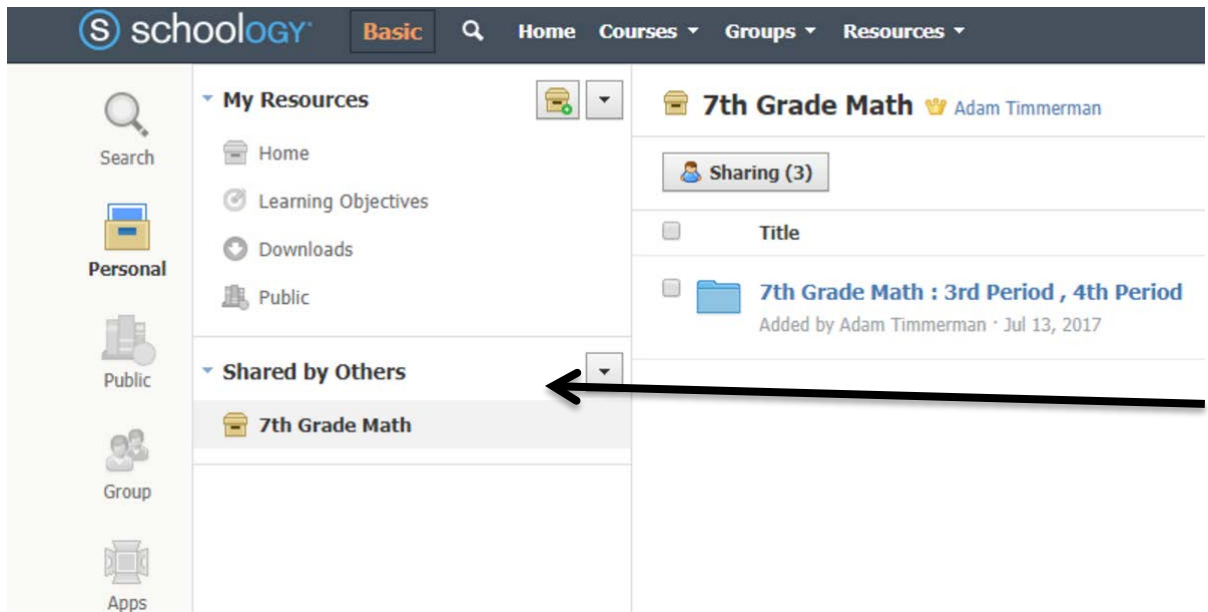 S schoology Basic Home Courses Groups Resources
Search
Personal
Public
Group
Apps
My Resources
Home
Learning Objectives
Downloads
Public
Shared by Others
7th Grade Math
7th Grade Math Adam Timmerman
Sharing (3)
Title
7th Grade Math : 3rd Period , 4th Period
Added by Adam Timmerman · Jul 13, 2017